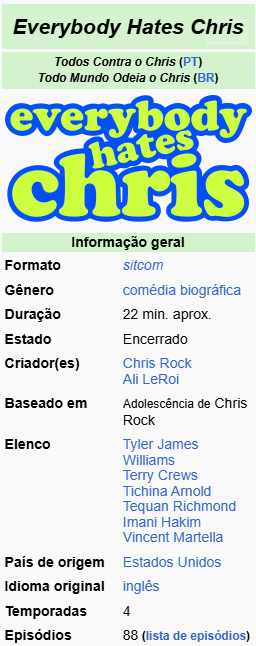 Everybody Hates Chris
Todos Contra o Chris (PT)
Todo Mundo Odeia o Chris (BR)
everybody
hates
chris
Informação geral
Formato sitcom
Gênero comédia biográfica
Duração 22 min. aprox.
Estado Encerrado
Criador(es) Chris Rock
Ali LeRoi
Baseado em Adolescência de Chris
Rock
Elenco Tyler James
Williams
Terry Crews
Tichina Arnold
Tequan Richmond
Imani Hakim
Vincent Martella
País de origem Estados Unidos
Idioma original inglês
Temporadas 4
Episódios 88 (lista de episódios)